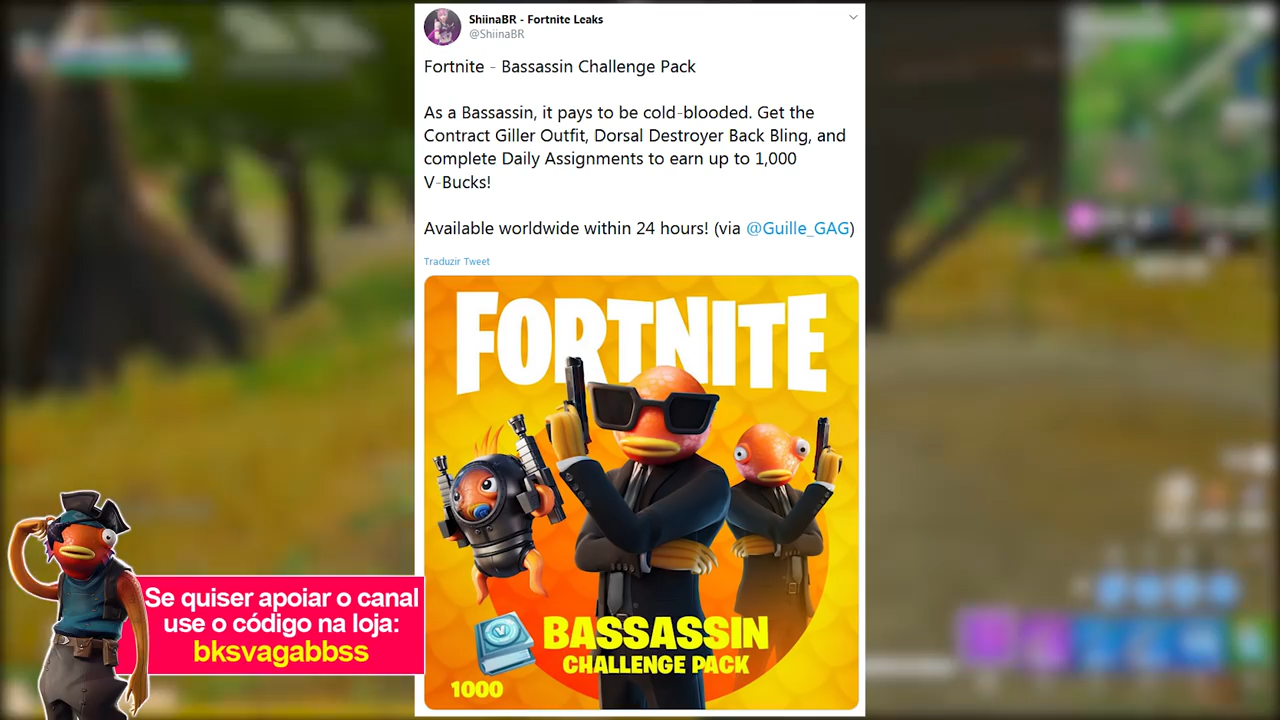 ShiinaBR - Fortnite Leaks
@ShiinaBR
Fortnite - Bassassin Challenge Pack
As a Bassassin, it pays to be cold-blooded. Get the
Contract Giller Outfit, Dorsal Destroyer Back Bling, and
complete Daily Assignments to earn up to 1,000
V-Bucks!
Available worldwide within 24 hours! (via @Guille_GAG)
Traduzir Tweet
FORTNITE
BASSASSIN
CHALLENGE PACK
1000
Se quiser apoiar o canal
use o código na loja:
bksvagabbss